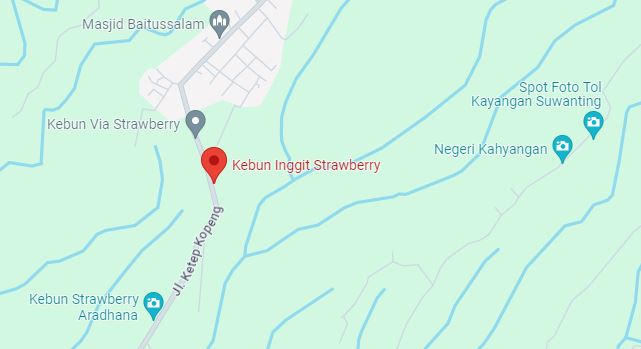 Masjid Baitussalam
Spot Foto Tol
Kayangan Suwanting
Kebun Via Strawberry
Negeri Kahyangan
Kebun Inggit Strawberry
Jl. Ketep Kopeng
Kebun Strawberry
Aradhana